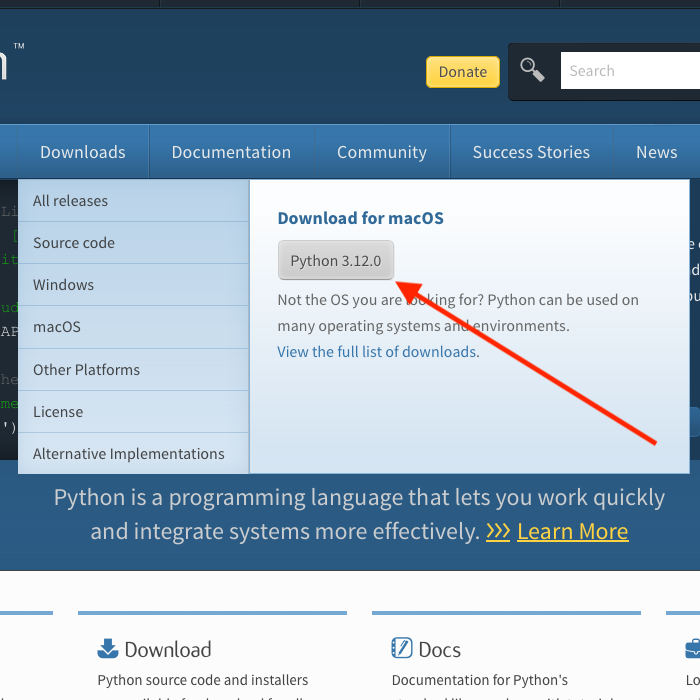 ™
Donate
Search
Downloads
Documentation
Community
Success Stories
News
All releases
Source code
Windows
macOS
Other Platforms
License
Alternative Implementations
Download for macOS
Python 3.12.0
Not the OS you are looking for? Python can be used on
many operating systems and environments.
View the full list of downloads.
Python is a programming language that lets you work quickly
and integrate systems more effectively. >>> Learn More
Download
Python source code and installers
Docs
Documentation for Python's